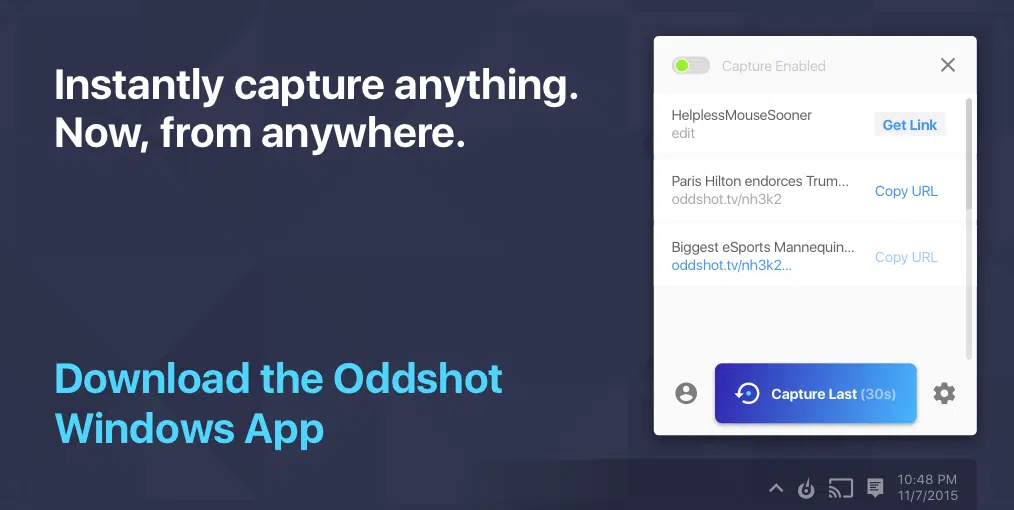 Instantly capture anything.
Now, from anywhere.
Download the Oddshot
Windows App
Capture Enabled
HelplessMouseSooner
edit
Get Link
Paris Hilton endorses Trum...
oddshot.tv/nh3k2
Copy URL
Biggest eSports Mannequin...
oddshot.tv/nh3k2...
Copy URL
Capture Last (30s)
10:48 PM
11/7/2015